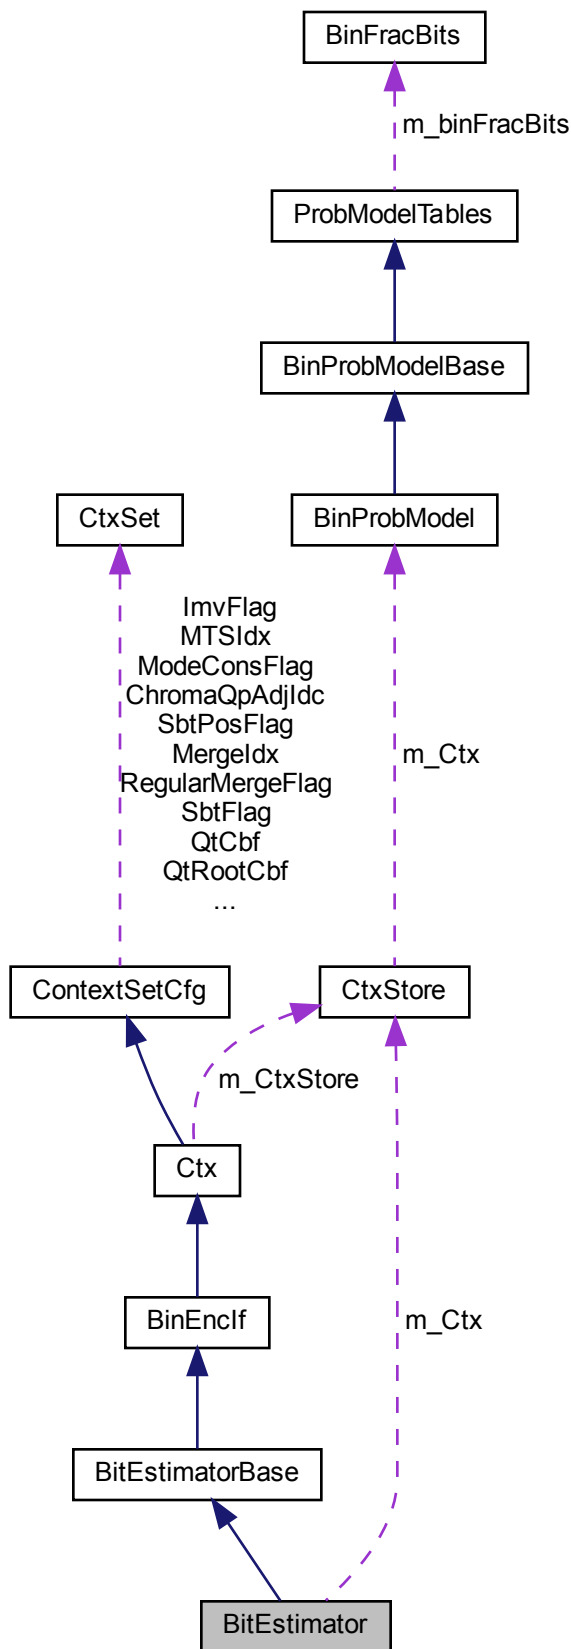 BinFracBits
m_binFracBits
ProbModelTables
BinProbModelBase
CtxSet
BinProbModel
ImvFlag
MTSIdx
ModeConsFlag
ChromaQpAdjIdc
SbtPosFlag
MergeIdx
RegularMergeFlag
SbtFlag
QtCbf
QtRootCbf
...
m_Ctx
ContextSetCfg
CtxStore
m_CtxStore
Ctx
BinEncIf
m_Ctx
BitEstimatorBase
BitEstimator